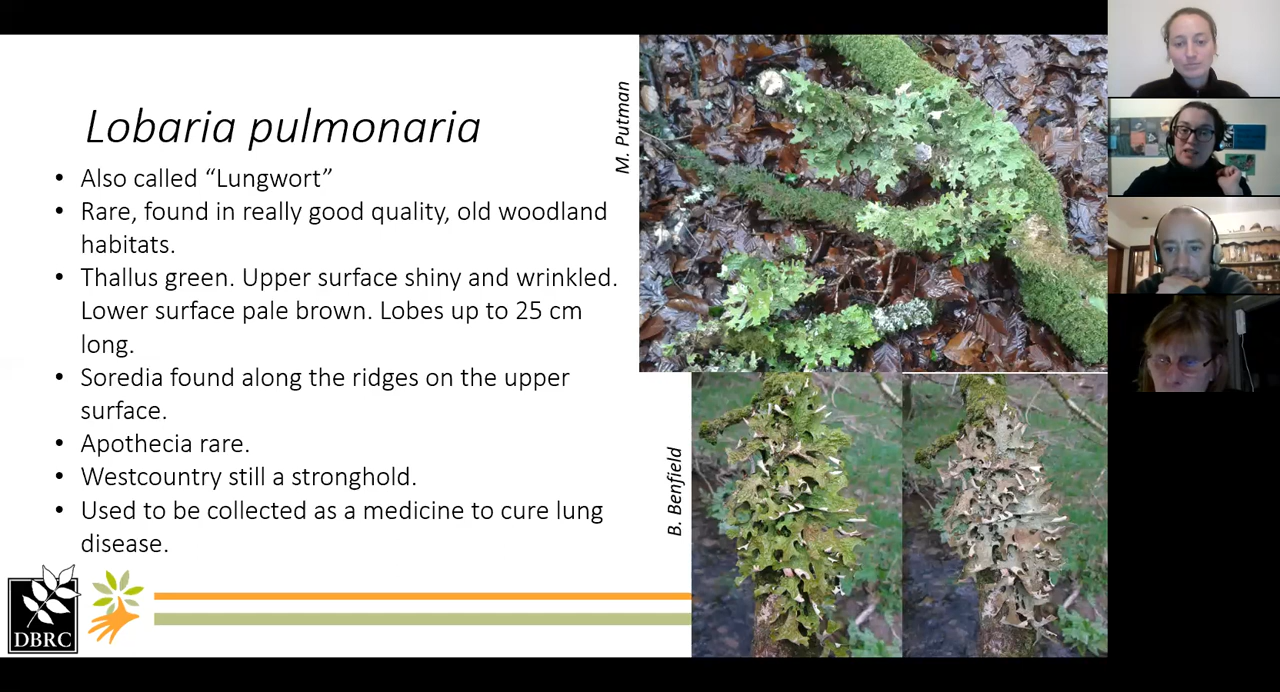 Lobaria pulmonaria
• Also called “Lungwort”
• Rare, found in really good quality, old woodland
habitats.
• Thallus green. Upper surface shiny and wrinkled.
Lower surface pale brown. Lobes up to 25 cm
long.
• Soredia found along the ridges on the upper
surface.
• Apothecia rare.
• Westcountry still a stronghold.
• Used to be collected as a medicine to cure lung
disease.
M. Putman
B. Benfield
DBRC